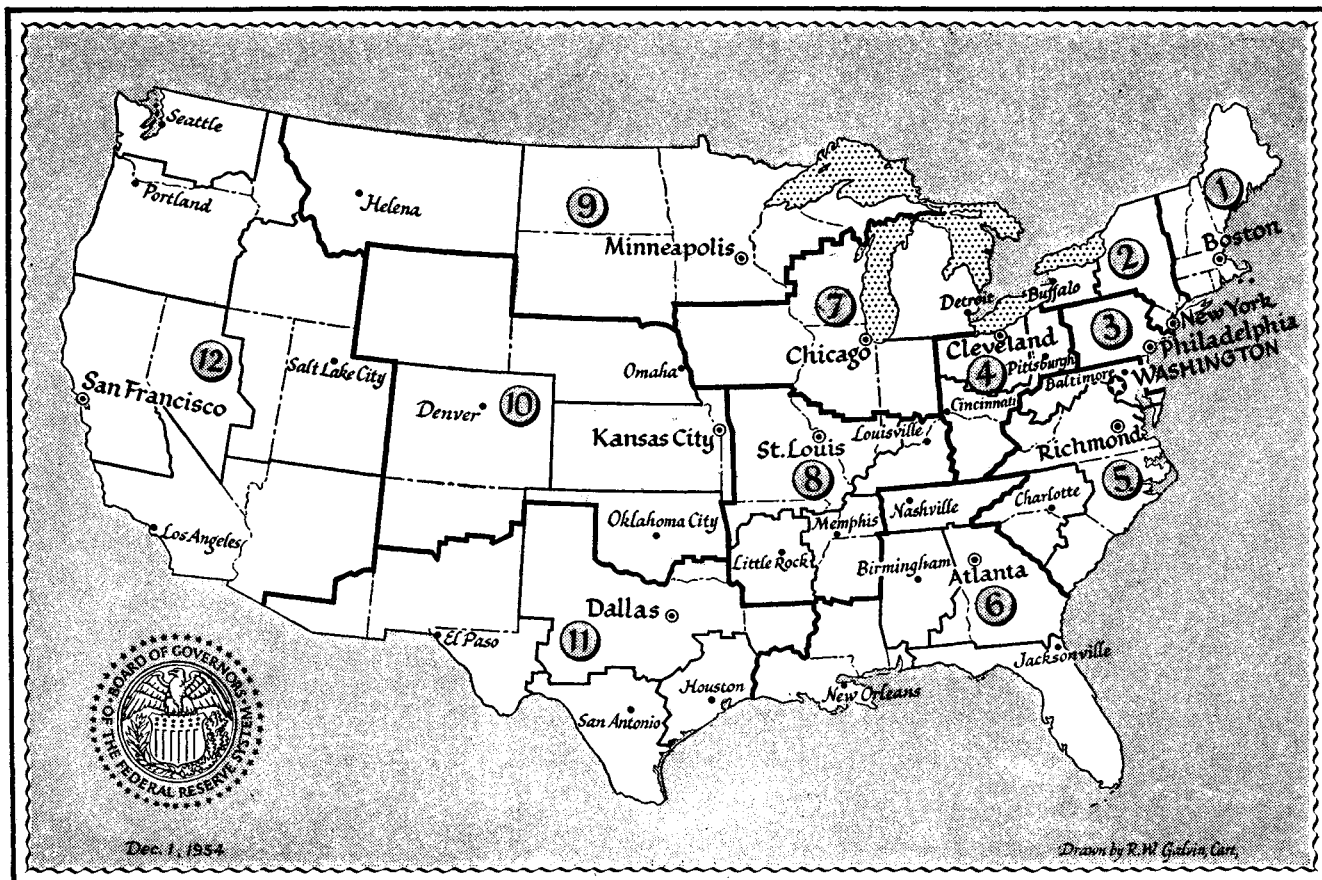 Seattle
Portland
Helena
9
Minneapolis
1
Boston
2
Buffalo
Detroit
7
Chicago
New York
3
Philadelphia
Cleveland
Pittsburgh
4
WASHINGTON
Baltimore
Cincinnati
12
Salt Lake City
San Francisco
Omaha
Denver
10
Kansas City
St. Louis
Louisville
8
Richmond
5
Los Angeles
Oklahoma City
Memphis
Nashville
Charlotte
Little Rock
Birmingham
Atlanta
6
Dallas
El Paso
11
Houston
San Antonio
New Orleans
Jacksonville
BOARD OF GOVERNORS
OF THE FEDERAL RESERVE SYSTEM
Dec. 1, 1954
Drawn by R.W. Galvin, Cart,